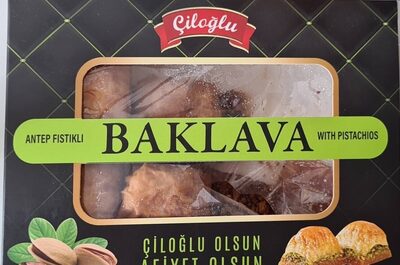 Çiloğlu
ANTEP FISTIKLI BAKLAVA WITH PISTACHIOS
ÇİLOĞLU OLSUN
AFİYET OLSUN